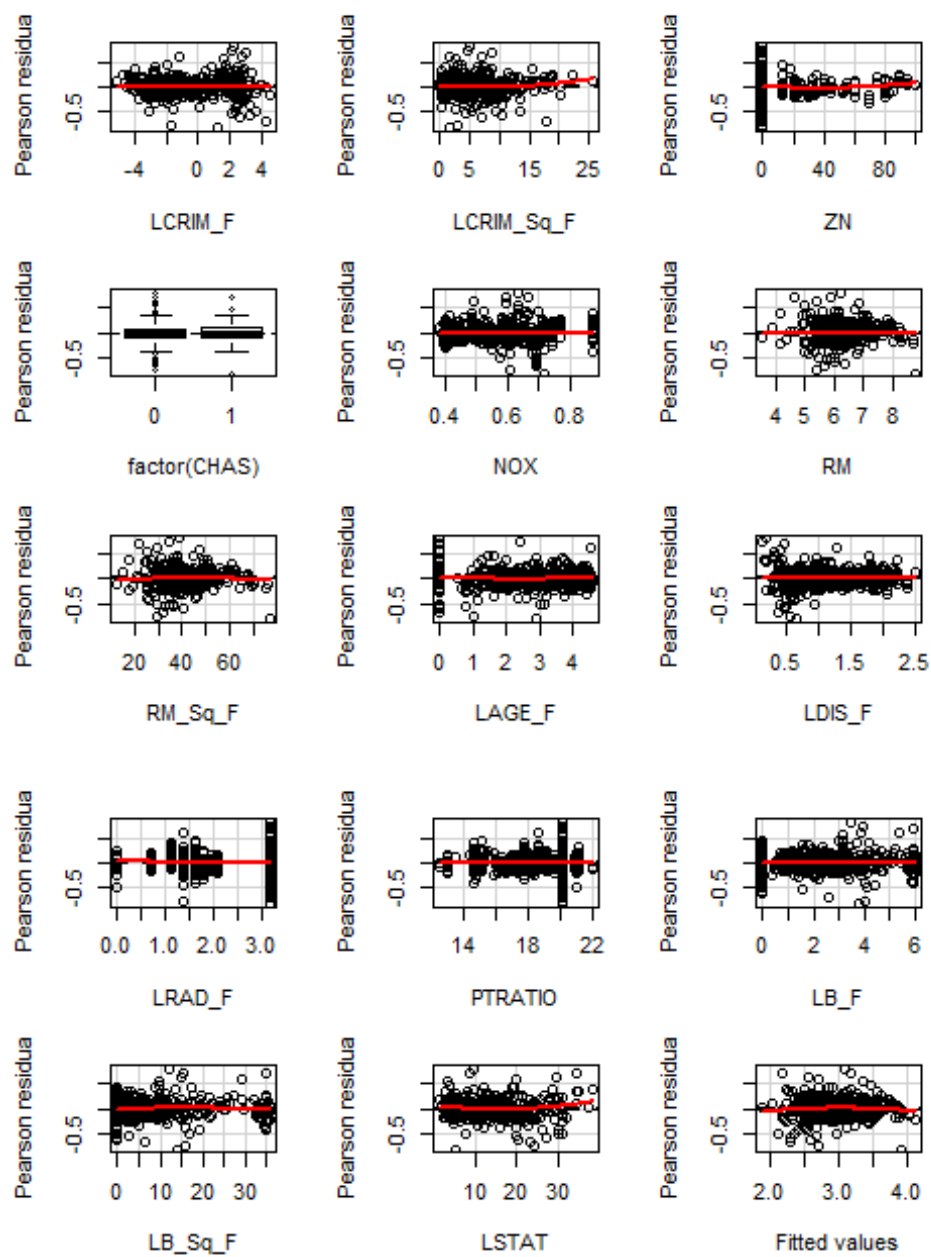 Pearson residua
-0.5
-4 0 2 4
LCRIM_F
Pearson residua
-0.5
0 5 15 25
LCRIM_Sq_F
Pearson residua
-0.5
0 40 80
ZN
Pearson residua
-0.5
0 1
factor(CHAS)
Pearson residua
-0.5
0.4 0.6 0.8
NOX
Pearson residua
-0.5
4 5 6 7 8
RM
Pearson residua
-0.5
20 40 60
RM_Sq_F
Pearson residua
-0.5
0 1 2 3 4
LAGE_F
Pearson residua
-0.5
0.5 1.5 2.5
LDIS_F
Pearson residua
-0.5
0.0 1.0 2.0 3.0
LRAD_F
Pearson residua
-0.5
14 18 22
PTRATIO
Pearson residua
-0.5
0 2 4 6
LB_F
Pearson residua
-0.5
0 10 20 30
LB_Sq_F
Pearson residua
-0.5
10 20 30
LSTAT
Pearson residua
-0.5
2.0 3.0 4.0
Fitted values